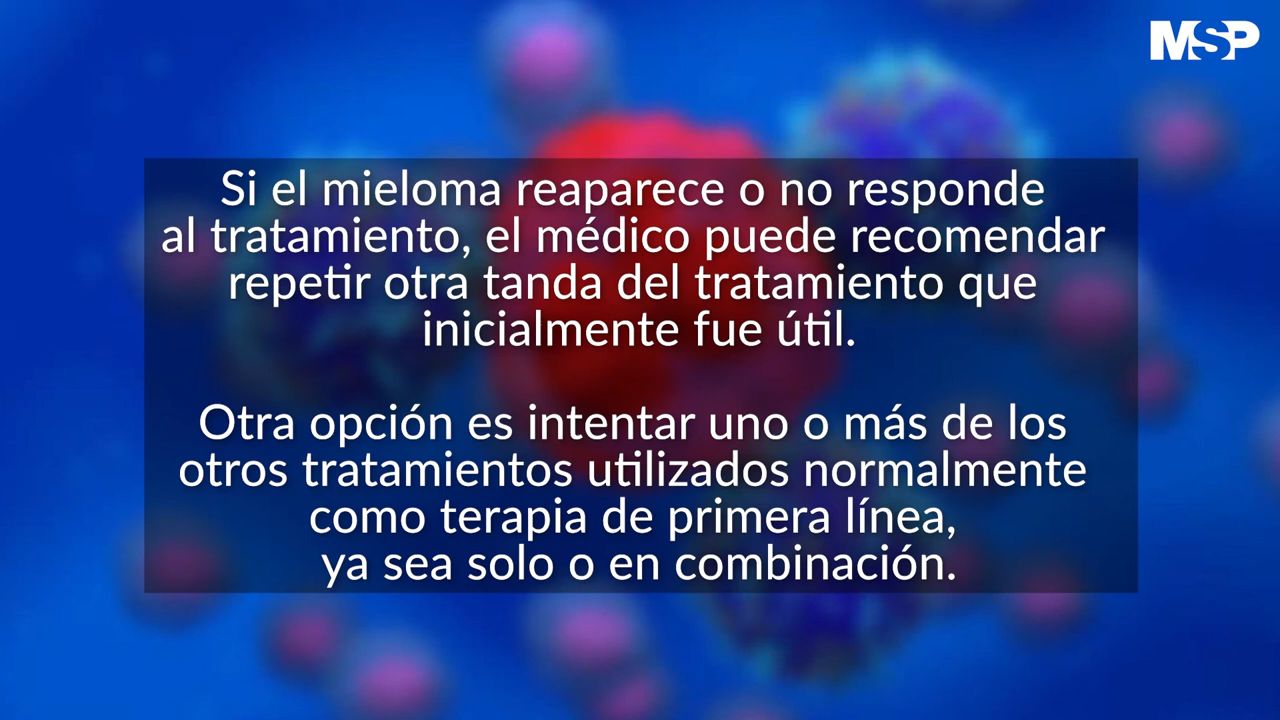 MSP
Si el mieloma reaparece o no responde
al tratamiento, el médico puede recomendar
repetir otra tanda del tratamiento que
inicialmente fue útil.
Otra opción es intentar uno o más de los
otros tratamientos utilizados normalmente
como terapia de primera línea,
ya sea solo o en combinación.